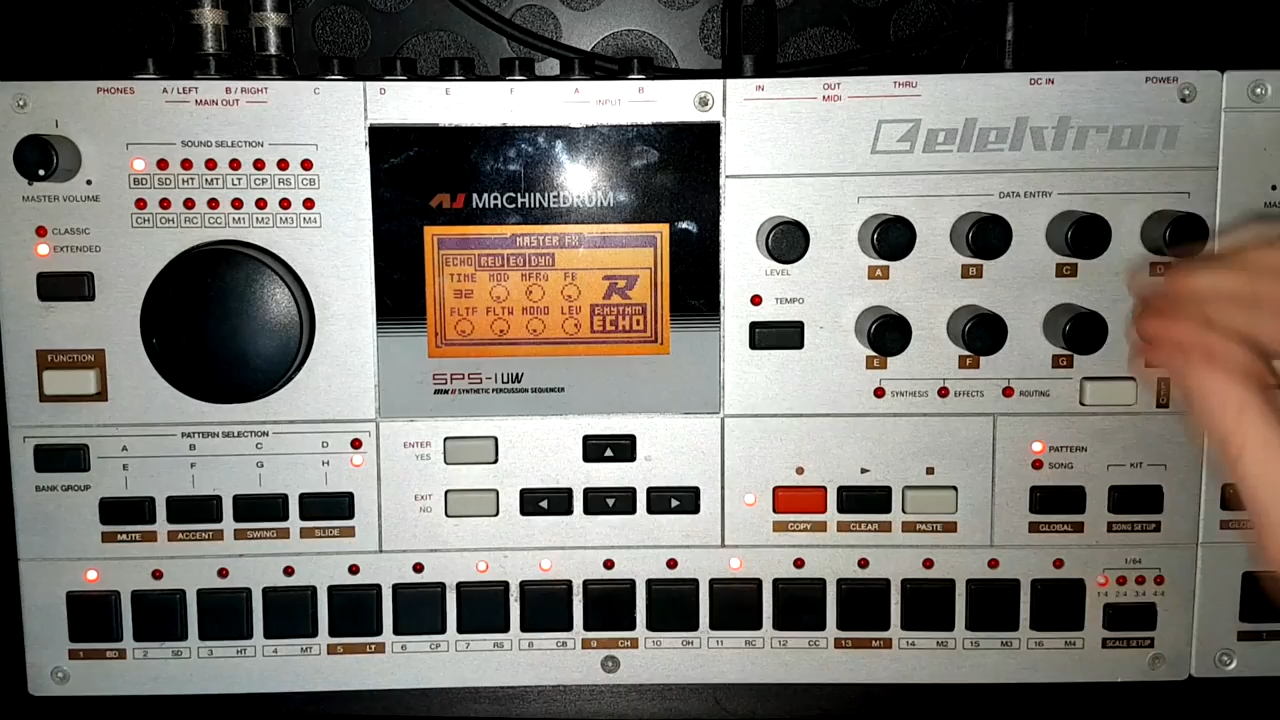 PHONES A / LEFT B / RIGHT C D E F A B
MAIN OUT INPUT
IN OUT THRU DC IN POWER
MIDI
elektron
MASTER VOLUME
SOUND SELECTION
BD SD HT MT LT CP RS CB
CH OH RC CC M1 M2 M3 M4
CLASSIC
EXTENDED
FUNCTION
MACHINEDRUM
MASTER FX
ECHO REV EQ DYN
TIME MOD MFRQ FB
32
FLTF FLTW MONO LEV
R
RHYTHM
ECHO
SPS-1UW
MKII SYNTHETIC PERCUSSION SEQUENCER
DATA ENTRY
LEVEL A B C D
TEMPO
E F G
SYNTHESIS EFFECTS ROUTING
PATTERN SELECTION
A B C D
E F G H
BANK GROUP
MUTE ACCENT SWING SLIDE
ENTER
YES
EXIT
NO
COPY CLEAR PASTE
PATTERN
SONG
KIT
GLOBAL SONG SETUP
1/64
1:4 2:4 3:4 4:4
SCALE SETUP
1 BD 2 SD 3 HT 4 MT 5 LT 6 CP 7 RS 8 CB 9 CH 10 OH 11 RC 12 CC 13 M1 14 M2 15 M3 16 M4